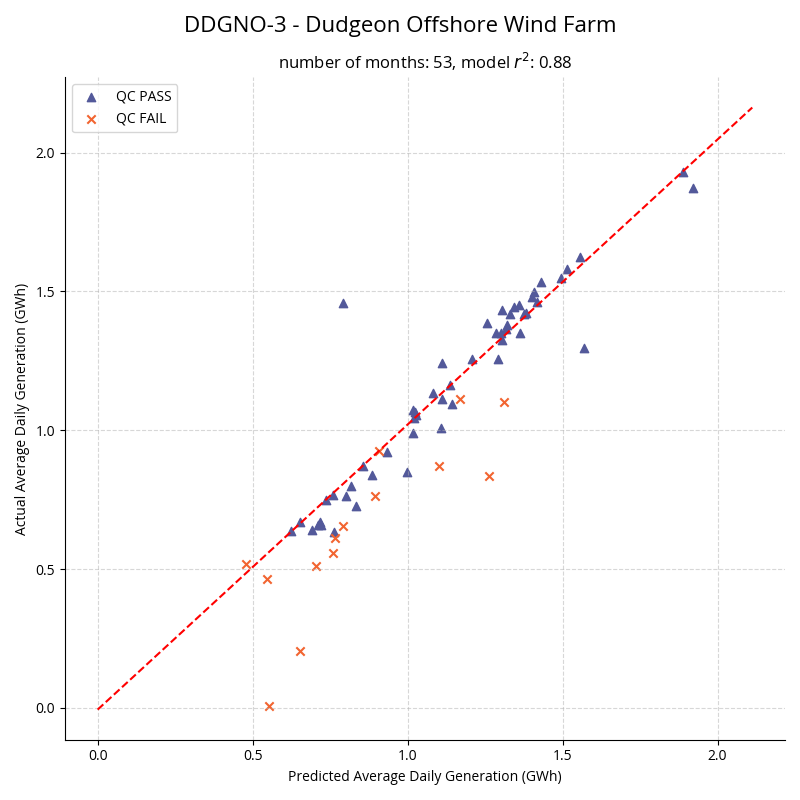 DDGNO-3 - Dudgeon Offshore Wind Farm
number of months: 53, model r²: 0.88
QC PASS
QC FAIL
2.0
1.5
1.0
0.5
0.0
Actual Average Daily Generation (GWh)
0.0 0.5 1.0 1.5 2.0
Predicted Average Daily Generation (GWh)